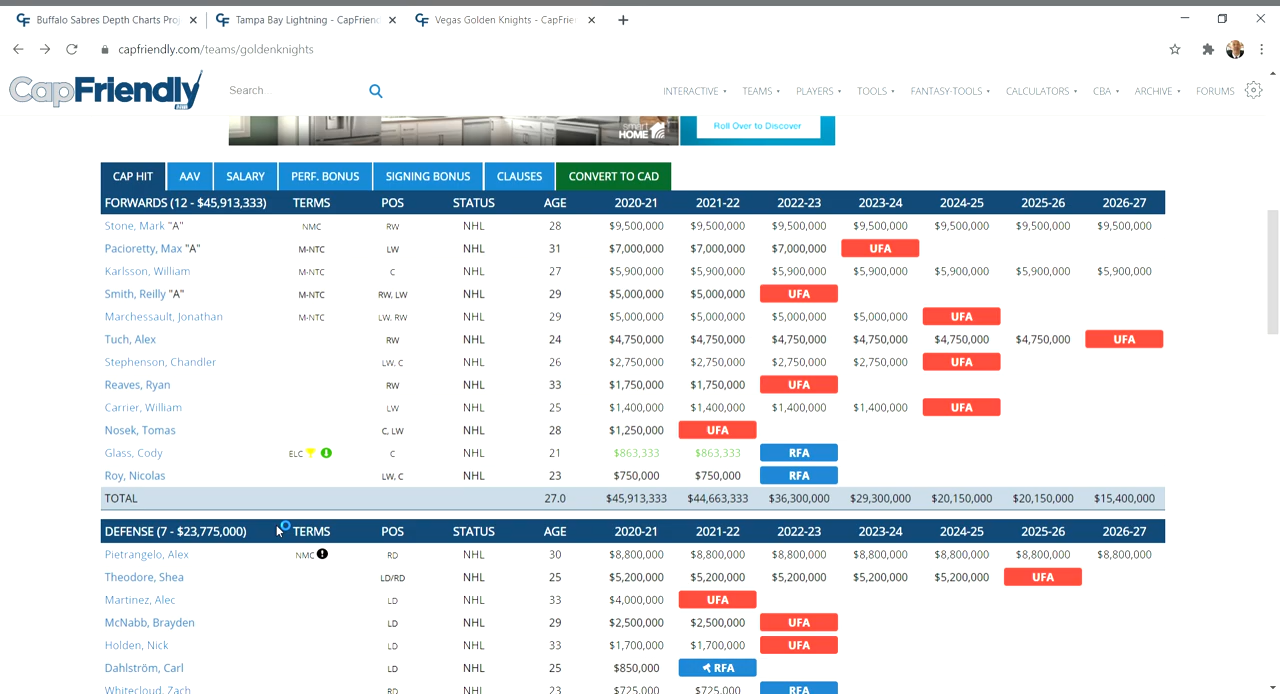 Buffalo Sabres Depth Charts Proj Tampa Bay Lightning - CapFriend Vegas Golden Knights - CapFrie
capfriendly.com/teams/goldenknights
CapFriendly Search... INTERACTIVE TEAMS PLAYERS TOOLS FANTASY-TOOLS CALCULATORS CBA ARCHIVE FORUMS
smart HOME Roll Over to Discover
CAP HIT AAV SALARY PERF. BONUS SIGNING BONUS CLAUSES CONVERT TO CAD
FORWARDS (12 - $45,913,333) TERMS POS STATUS AGE 2020-21 2021-22 2022-23 2023-24 2024-25 2025-26 2026-27
Stone, Mark "A" NMC RW NHL 28 $9,500,000 $9,500,000 $9,500,000 $9,500,000 $9,500,000 $9,500,000 $9,500,000
Pacioretty, Max "A" M-NTC LW NHL 31 $7,000,000 $7,000,000 $7,000,000 UFA
Karlsson, William M-NTC C NHL 27 $5,900,000 $5,900,000 $5,900,000 $5,900,000 $5,900,000 $5,900,000 $5,900,000
Smith, Reilly "A" M-NTC RW, LW NHL 29 $5,000,000 $5,000,000 UFA
Marchessault, Jonathan M-NTC LW, RW NHL 29 $5,000,000 $5,000,000 $5,000,000 $5,000,000 UFA
Tuch, Alex RW NHL 24 $4,750,000 $4,750,000 $4,750,000 $4,750,000 $4,750,000 $4,750,000 UFA
Stephenson, Chandler LW, C NHL 26 $2,750,000 $2,750,000 $2,750,000 $2,750,000 UFA
Reaves, Ryan RW NHL 33 $1,750,000 $1,750,000 UFA
Carrier, William LW NHL 25 $1,400,000 $1,400,000 $1,400,000 $1,400,000 UFA
Nosek, Tomas C, LW NHL 28 $1,250,000 UFA
Glass, Cody ELC C NHL 21 $863,333 $863,333 RFA
Roy, Nicolas LW, C NHL 23 $750,000 $750,000 RFA
TOTAL 27.0 $45,913,333 $44,663,333 $36,300,000 $29,300,000 $20,150,000 $20,150,000 $15,400,000
DEFENSE (7 - $23,775,000) TERMS POS STATUS AGE 2020-21 2021-22 2022-23 2023-24 2024-25 2025-26 2026-27
Pietrangelo, Alex NMC RD NHL 30 $8,800,000 $8,800,000 $8,800,000 $8,800,000 $8,800,000 $8,800,000 $8,800,000
Theodore, Shea LD/RD NHL 25 $5,200,000 $5,200,000 $5,200,000 $5,200,000 $5,200,000 UFA
Martinez, Alec LD NHL 33 $4,000,000 UFA
McNabb, Brayden LD NHL 29 $2,500,000 $2,500,000 UFA
Holden, Nick LD NHL 33 $1,700,000 $1,700,000 UFA
Dahlström, Carl LD NHL 25 $850,000 RFA
Whitecloud, Zach RD NHL 23 $725,000 $725,000 RFA